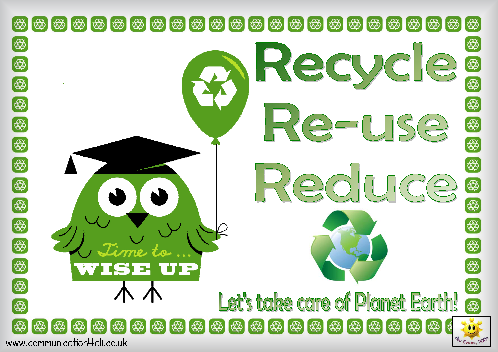 Recycle
Re-use
Reduce
Time to ...
WISE UP
Let's take care of Planet Earth!
www.communication4all.co.uk